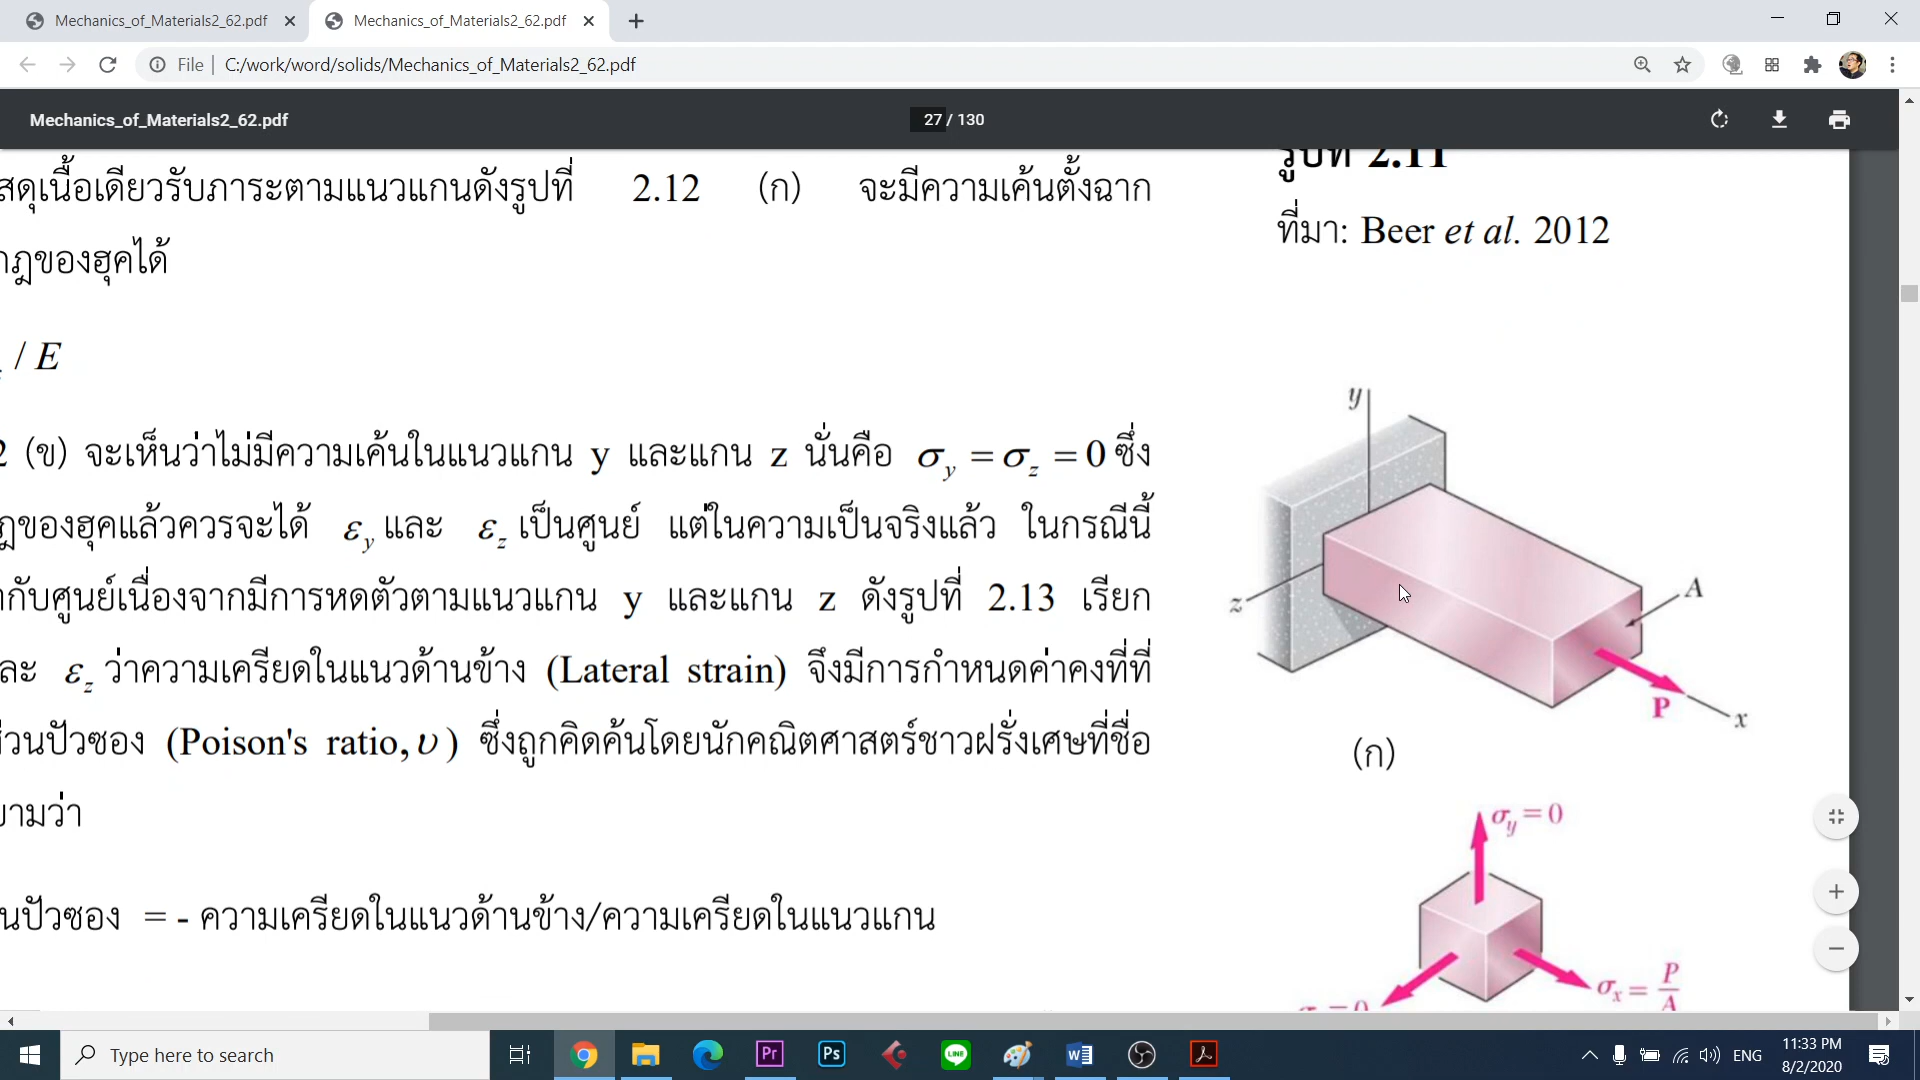 Mechanics_of_Materials2_62.pdf
Mechanics_of_Materials2_62.pdf
File
C:/work/word/solids/Mechanics_of_Materials2_62.pdf
Mechanics_of_Materials2_62.pdf
27 / 130
สดุเนื้อเดียวรับภาระตามแนวแกนดังรูปที่ 2.12 (ก) จะมีความเค้นตั้งฉาก
กฎของฮุคได้
/ E
2 (ข) จะเห็นว่าไม่มีความเค้นในแนวแกน y และแกน z นั่นคือ σy = σz = 0 ซึ่ง
ฎของฮุคแล้วควรจะได้ εy และ εz เป็นศูนย์ แต่ในความเป็นจริงแล้ว ในกรณีนี้
ากับศูนย์เนื่องจากมีการหดตัวตามแนวแกน y และแกน z ดังรูปที่ 2.13 เรียก
ละ εz ว่าความเครียดในแนวด้านข้าง (Lateral strain) จึงมีการกำหนดค่าคงที่ที่
ส่วนปัวซอง (Poison's ratio, υ) ซึ่งถูกคิดค้นโดยนักคณิตศาสตร์ชาวฝรั่งเศษที่ชื่อ
ยามว่า
นปัวซอง = - ความเครียดในแนวด้านข้าง/ความเครียดในแนวแกน
รูปที่ 2.11
ที่มา: Beer et al. 2012
y
z
A
P
x
(ก)
σy = 0
σx = P/A
Type here to search
Pr
Ps
LINE
ENG
11:33 PM
8/2/2020